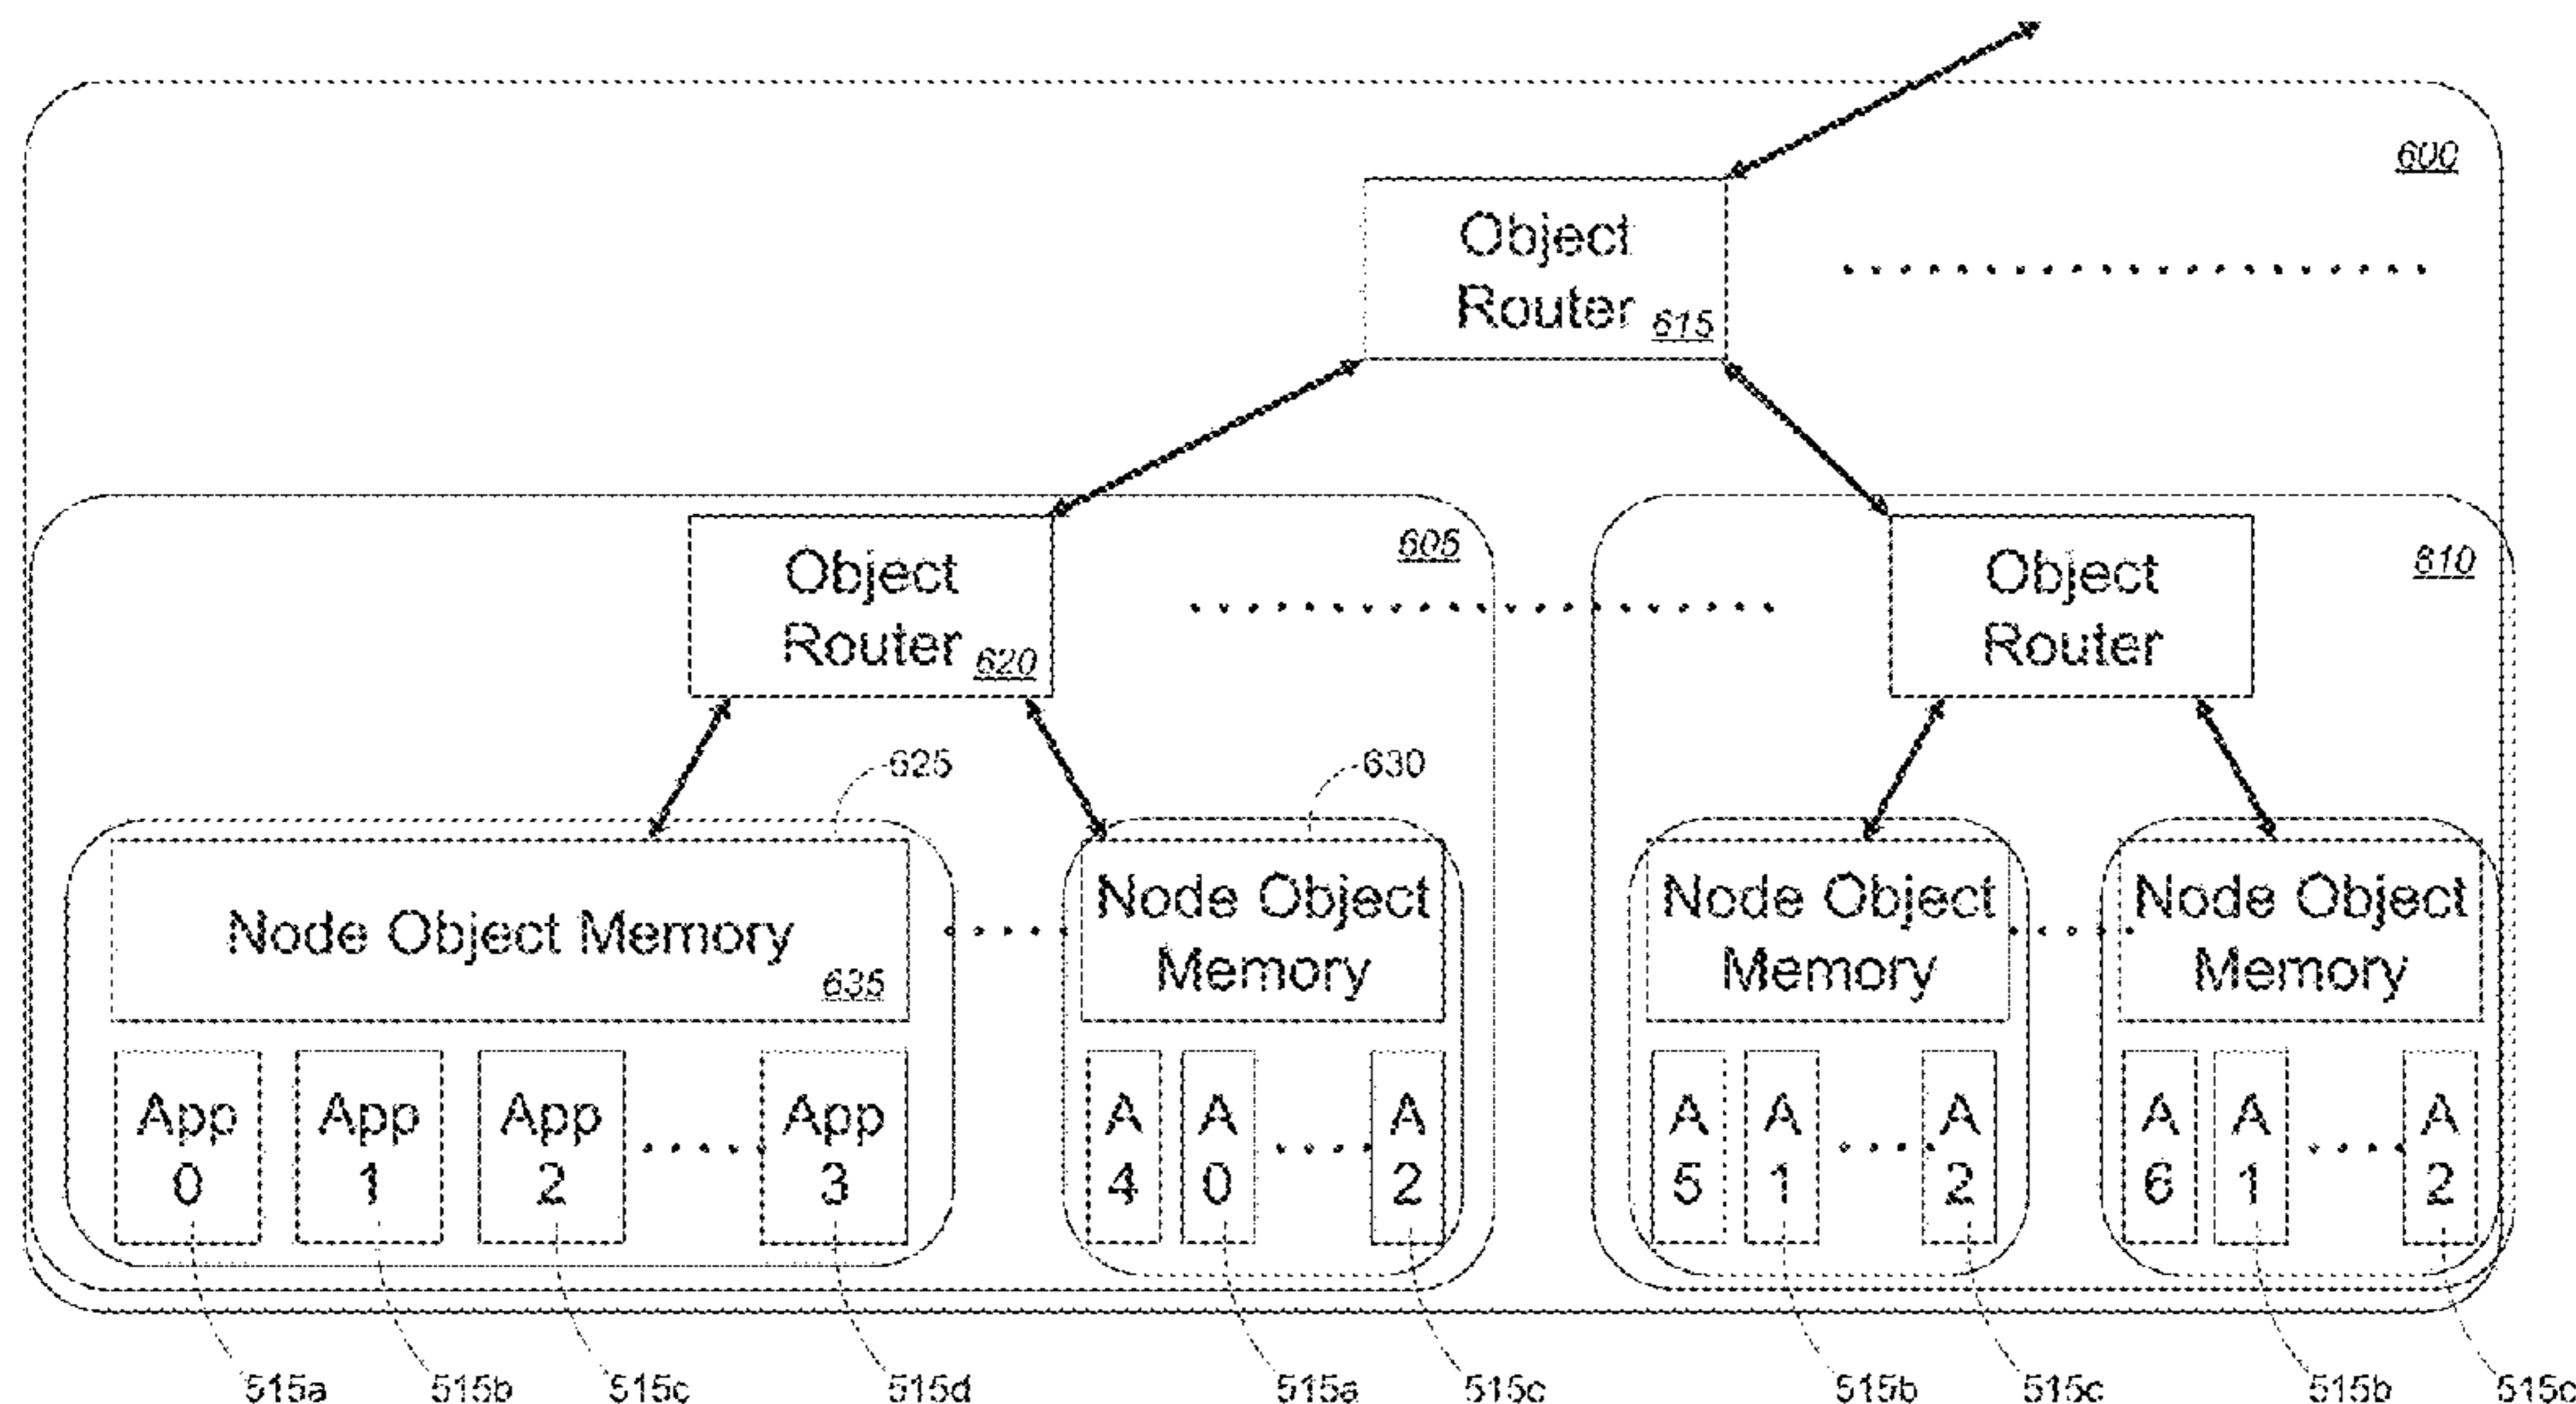 600
Object
Router 615
605
610
Object
Router 620
Object
Router
625
630
Node Object Memory
635
Node Object
Memory
Node Object
Memory
Node Object
Memory
App
0
App
1
App
2
App
3
A
4
A
0
A
2
A
5
A
1
A
2
A
6
A
1
A
2
515a
515b
515c
515d
515a
515c
515b
515c
515b
515c